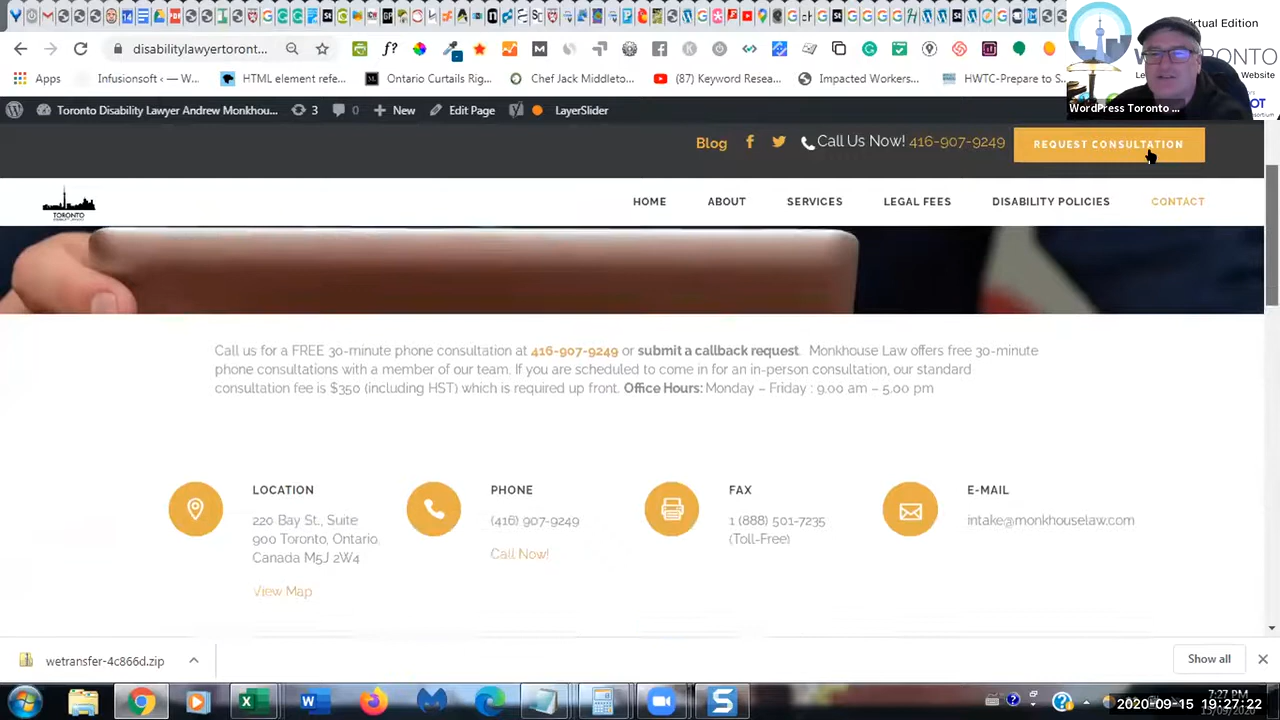 Virtual Edition
TORONTO
Website
WordPress Toronto ...
disabilitylawyertoront...
Apps
Infusionsoft ‹ — W...
HTML element refe...
Ontario Curtails Rig...
Chef Jack Middleto...
(87) Keyword Resea...
Impacted Workers...
HWTC-Prepare to S...
Toronto Disability Lawyer Andrew Monkhou...
3
0
New
Edit Page
LayerSlider
Blog
Call Us Now! 416-907-9249
REQUEST CONSULTATION
TORONTO
HOME
ABOUT
SERVICES
LEGAL FEES
DISABILITY POLICIES
CONTACT
Call us for a FREE 30-minute phone consultation at 416-907-9249 or submit a callback request. Monkhouse Law offers free 30-minute
phone consultations with a member of our team. If you are scheduled to come in for an in-person consultation, our standard
consultation fee is $350 (including HST) which is required up front. Office Hours: Monday – Friday : 9.00 am – 5.00 pm
LOCATION
220 Bay St., Suite
900 Toronto, Ontario,
Canada M5J 2W4
View Map
PHONE
(416) 907-9249
Call Now!
FAX
1 (888) 501-7235
(Toll-Free)
E-MAIL
intake@monkhouselaw.com
wetransfer-4c866d.zip
Show all
7:27 PM
2020-09-15 19:27:22